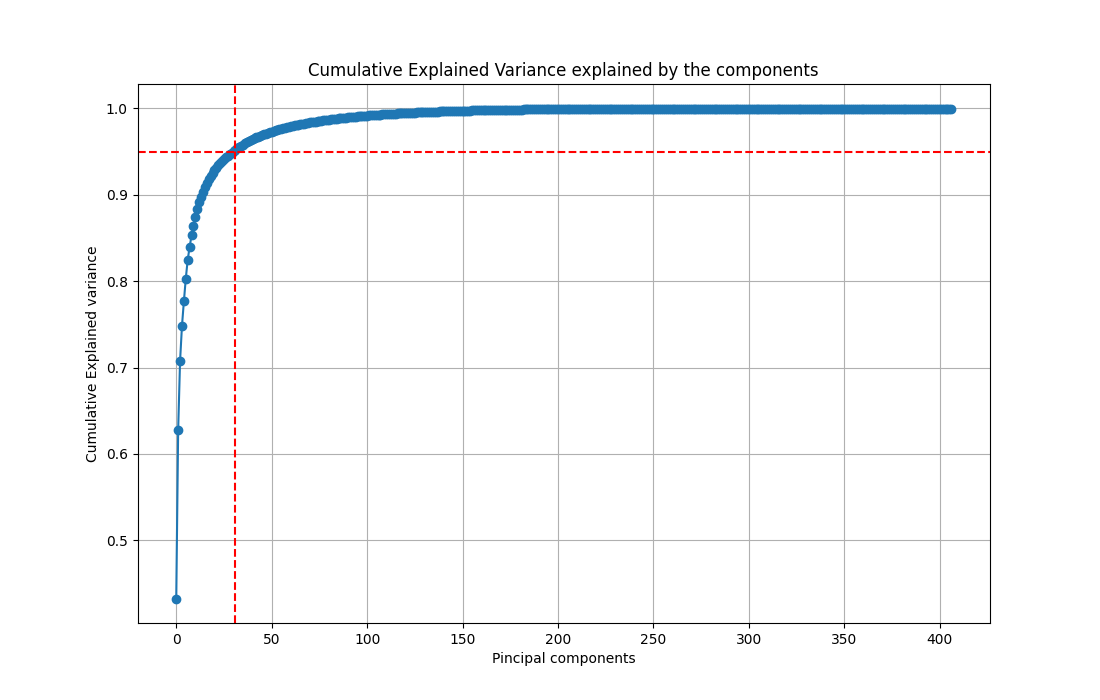 Cumulative Explained Variance explained by the components
Cumulative Explained variance
1.0
0.9
0.8
0.7
0.6
0.5
0 50 100 150 200 250 300 350 400
Pincipal components